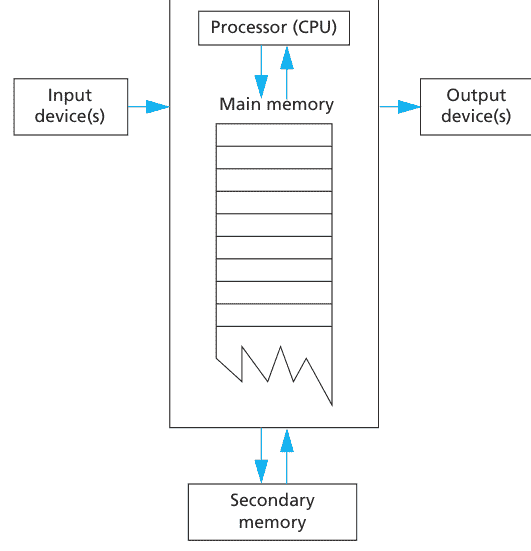 Processor (CPU)
Input
device(s)
Main memory
Output
device(s)
Secondary
memory